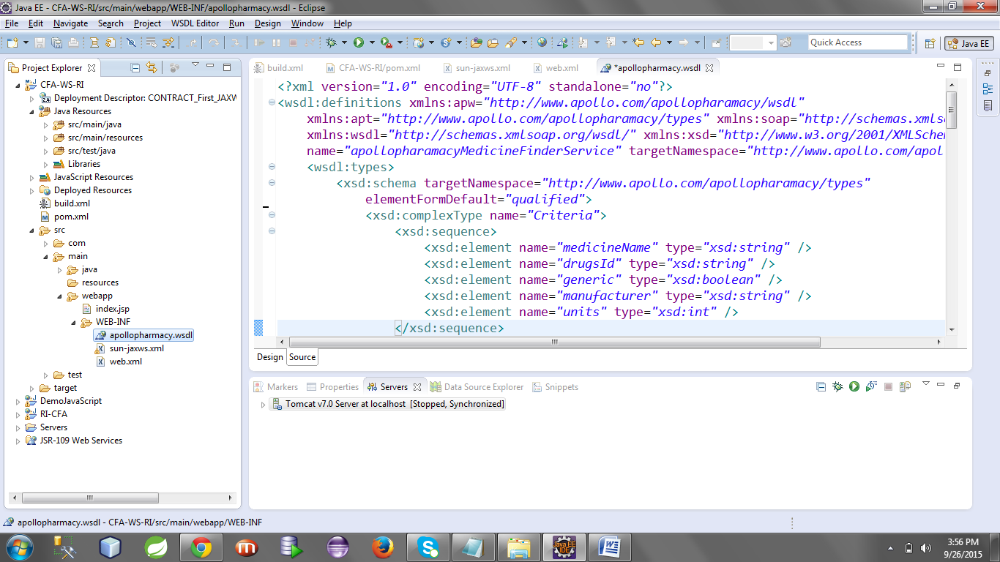 Java EE - CFA-WS-RI/src/main/webapp/WEB-INF/apollopharmacy.wsdl - Eclipse
File Edit Navigate Search Project WSDL Editor Run Design Window Help
Quick Access
Java EE
Project Explorer
CFA-WS-RI
Deployment Descriptor: CONTRACT_First_JAXW
Java Resources
src/main/java
src/main/resources
src/test/java
Libraries
JavaScript Resources
Deployed Resources
build.xml
pom.xml
src
com
main
java
resources
webapp
index.jsp
WEB-INF
apollopharmacy.wsdl
sun-jaxws.xml
web.xml
test
target
DemoJavaScript
RI-CFA
Servers
JSR-109 Web Services
build.xml CFA-WS-RI/pom.xml sun-jaxws.xml web.xml *apollopharmacy.wsdl
<?xml version="1.0" encoding="UTF-8" standalone="no"?>
<wsdl:definitions xmlns:apw="http://www.apollo.com/apollopharamacy/wsdl"
xmlns:apt="http://www.apollo.com/apollopharamacy/types" xmlns:soap="http://schemas.xmlso
xmlns:wsdl="http://schemas.xmlsoap.org/wsdl/" xmlns:xsd="http://www.w3.org/2001/XMLSchem
name="apollopharamacyMedicineFinderService" targetNamespace="http://www.apollo.com/apol
<wsdl:types>
<xsd:schema targetNamespace="http://www.apollo.com/apollopharamacy/types"
elementFormDefault="qualified">
<xsd:complexType name="Criteria">
<xsd:sequence>
<xsd:element name="medicineName" type="xsd:string" />
<xsd:element name="drugsId" type="xsd:string" />
<xsd:element name="generic" type="xsd:boolean" />
<xsd:element name="manufacturer" type="xsd:string" />
<xsd:element name="units" type="xsd:int" />
</xsd:sequence>
Design Source
Markers Properties Servers Data Source Explorer Snippets
Tomcat v7.0 Server at localhost [Stopped, Synchronized]
apollopharmacy.wsdl - CFA-WS-RI/src/main/webapp/WEB-INF
Java EE
IDE
3:56 PM
9/26/2015